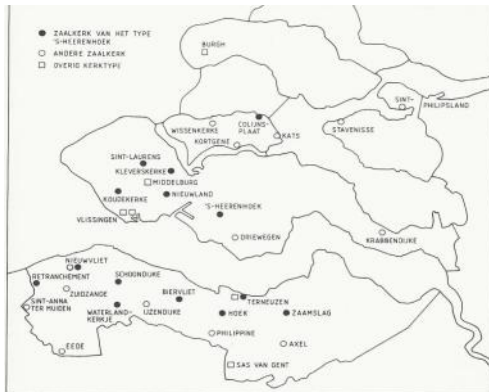 ZAALKERK VAN HET TYPE
'S-HEERENHOEK
ANDERE ZAALKERK
OVERIG KERKTYPE
BURGH
SINT-
PHILIPSLAND
COLIJNS-
PLAAT
WISSENKERKE
KORTGENE
KATS
STAVENISSE
SINT-LAURENS
KLEVERSKERKE
MIDDELBURG
KOUDEKERKE
NIEUWLAND
VLISSINGEN
'S-HEERENHOEK
DRIEWEGEN
KRABBENDIJKE
NIEUWVLIET
RETRANCHEMENT
SCHOONDIJKE
ZUIDZANDE
BIERVLIET
TERNEUZEN
SINT-ANNA
TER MUIDEN
WATERLAND-
KERKJE
IJZENDIJKE
HOEK
ZAAMSLAG
PHILIPPINE
AXEL
EEDE
SAS VAN GENT